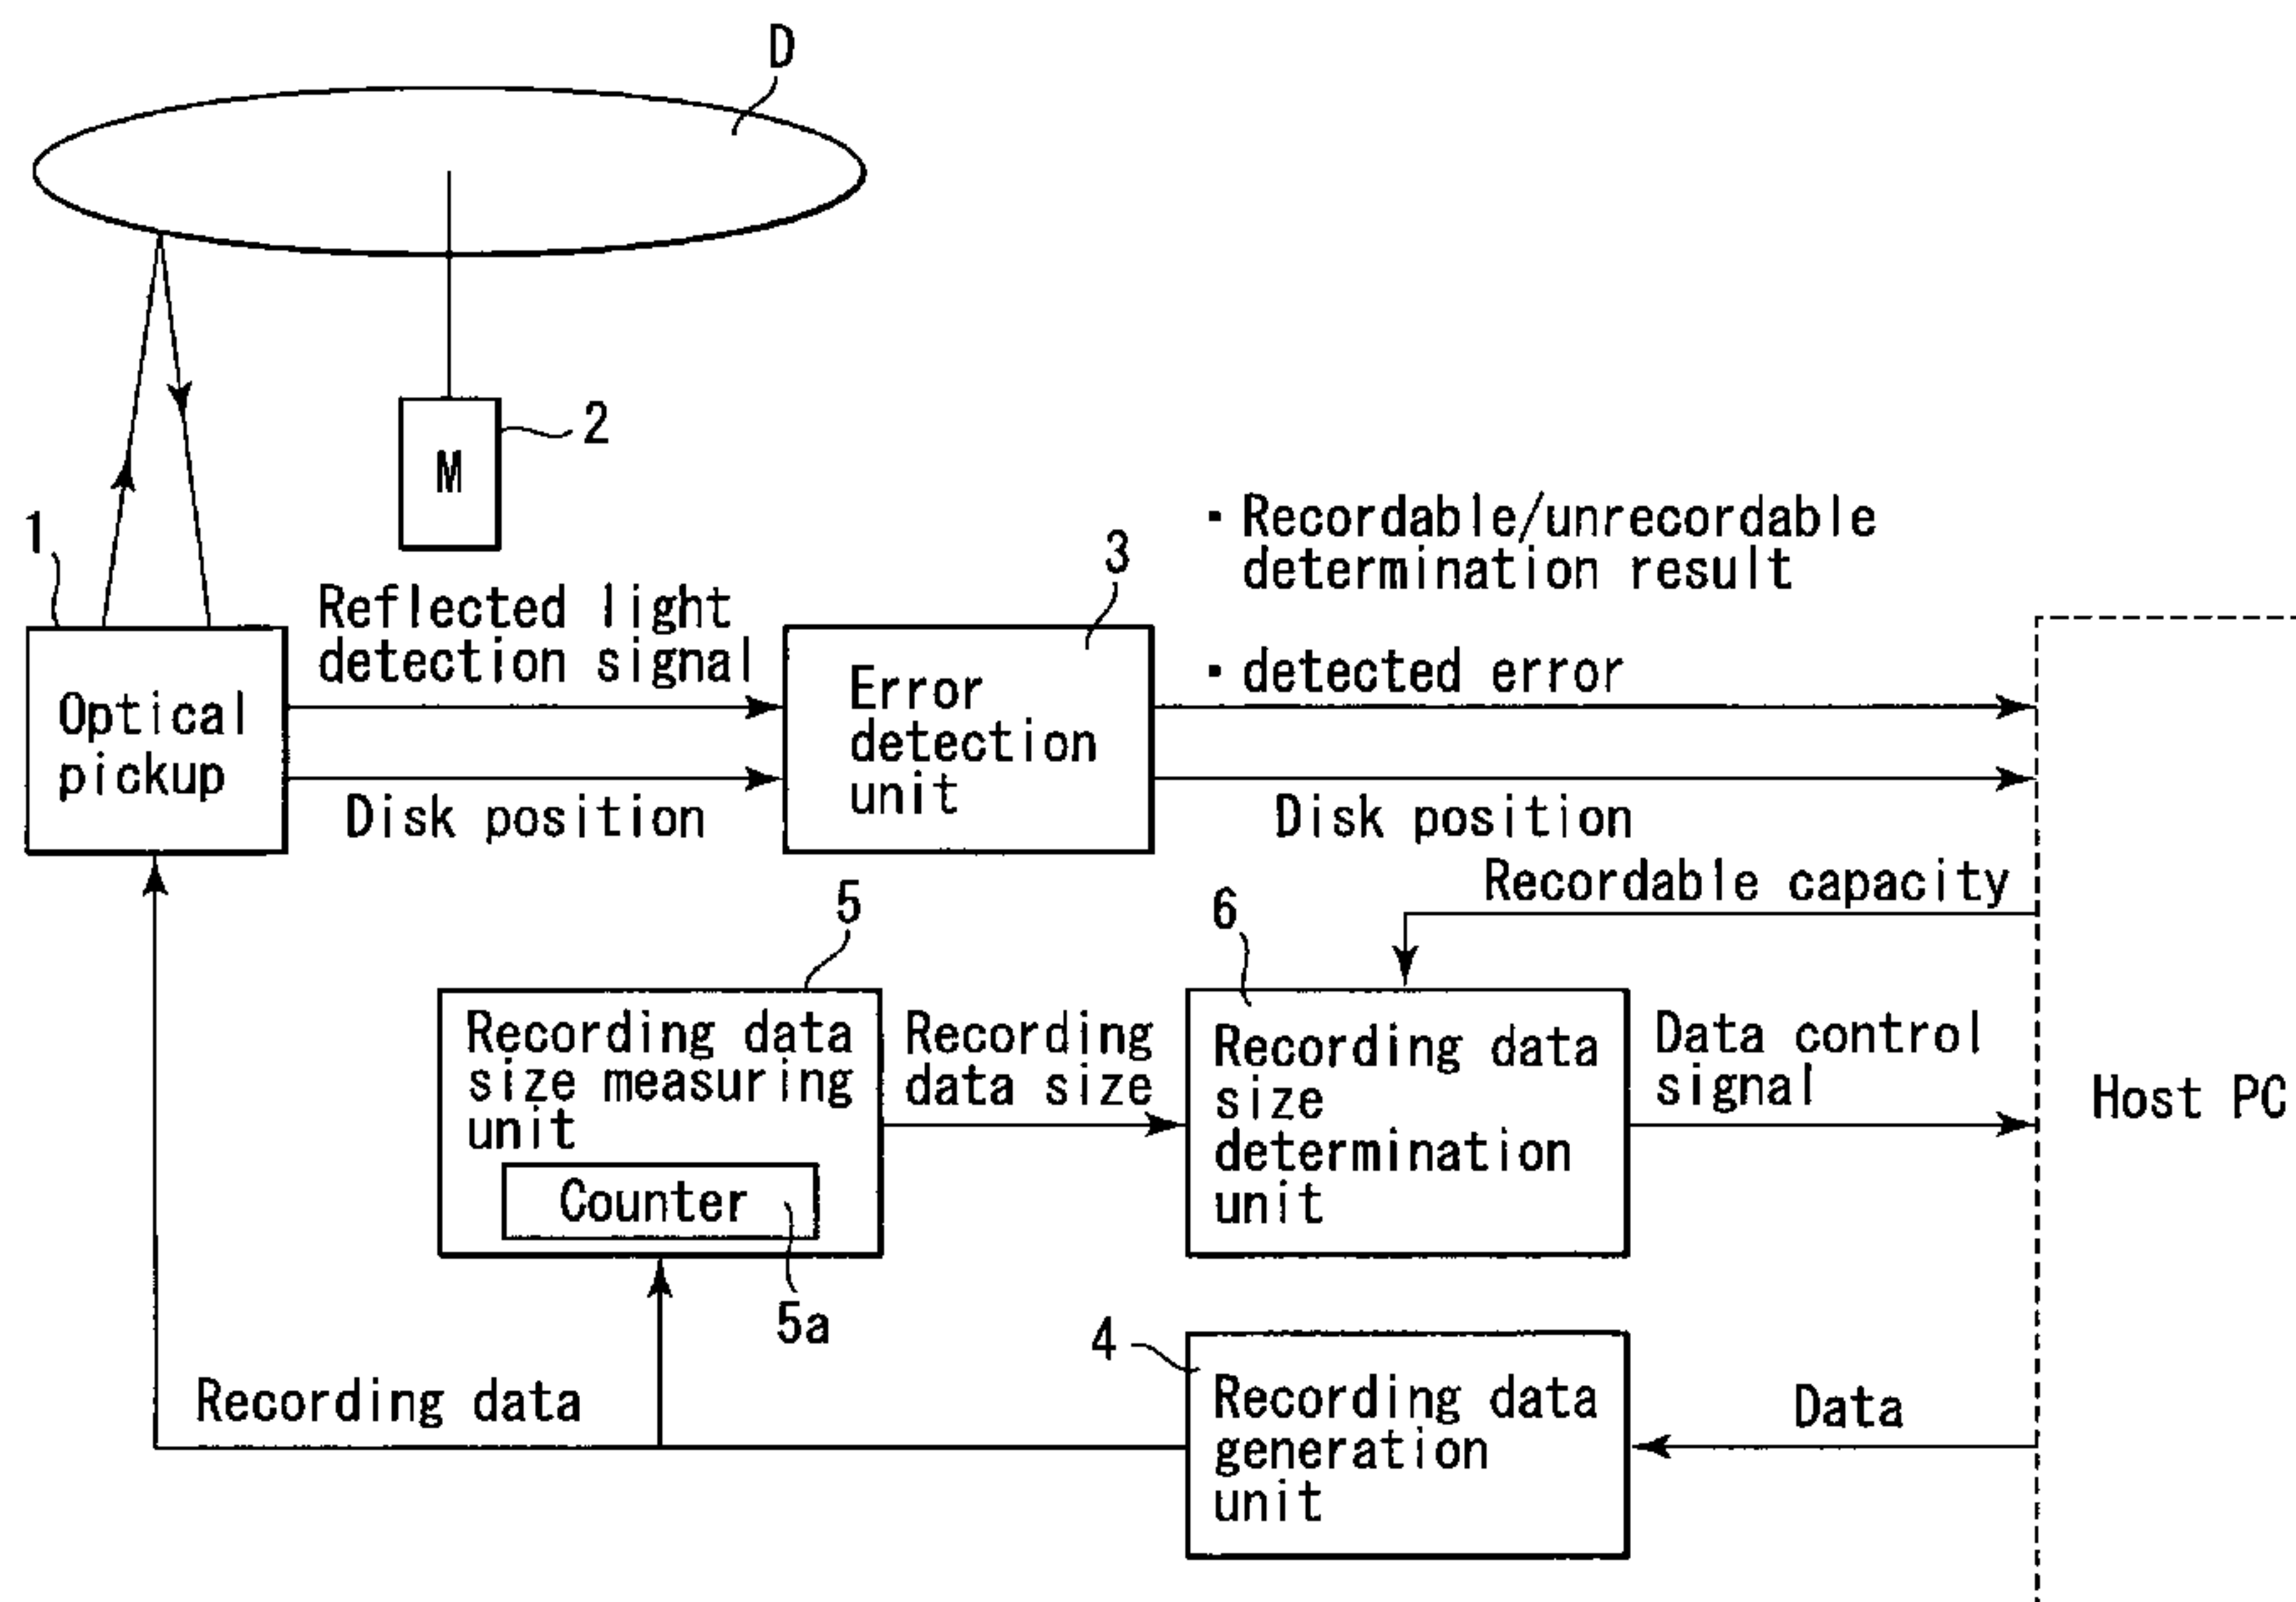 D
2
M
1
3
・Recordable/unrecordable
determination result
Reflected light
detection signal
・detected error
Optical
pickup
Error
detection
unit
Disk position
Disk position
Recordable capacity
5
6
Recording data
size measuring
unit
Recording
data size
Recording data
size
determination
unit
Data control
signal
Host PC
Counter
5a
4
Recording data
Recording data
generation
unit
Data